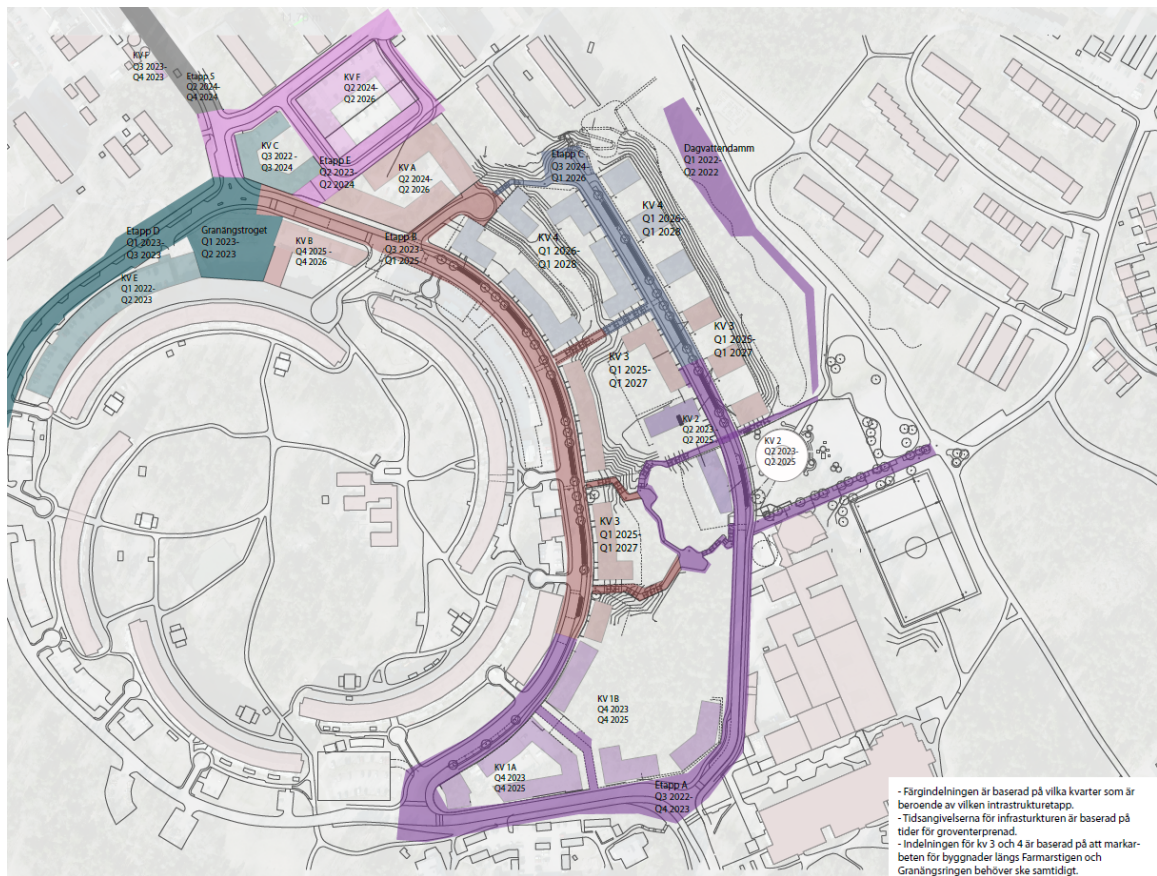 KV F
Q3 2023-
Q4 2023
Etapp S
Q2 2024-
Q4 2024
KV F
Q2 2024-
Q2 2026
KV C
Q3 2022 -
Q3 2024
Etapp E
Q2 2023-
Q2 2024
KV A
Q2 2024-
Q2 2026
Etapp C
Q3 2024-
Q1 2026
Dagvattendamm
Q1 2022-
Q2 2022
Etapp D
Q1 2023-
Q3 2023
Granängstroget
Q1 2023-
Q2 2023
KV B
Q4 2025 -
Q4 2026
Etapp B
Q3 2023-
Q1 2025
KV 4
Q1 2026-
Q1 2028
KV 4
Q1 2026-
Q1 2028
KV E
Q1 2022-
Q2 2023
KV 3
Q1 2025-
Q1 2027
KV 3
Q1 2025-
Q1 2027
KV 2
Q2 2023-
Q2 2025
KV 2
Q2 2023-
Q2 2025
KV 3
Q1 2025-
Q1 2027
KV 1B
Q4 2023
Q4 2025
KV 1A
Q4 2023
Q4 2025
Etapp A
Q3 2022-
Q4 2023
- Färgindelningen är baserad på vilka kvarter som är
beroende av vilken intrastrukturetapp.
- Tidsangivelserna för infrasturkturen är baserad på
tider för groventerprenad.
- Indelningen för kv 3 och 4 är baserad på att markar-
beten för byggnader längs Farmarstigen och
Granängsringen behöver ske samtidigt.